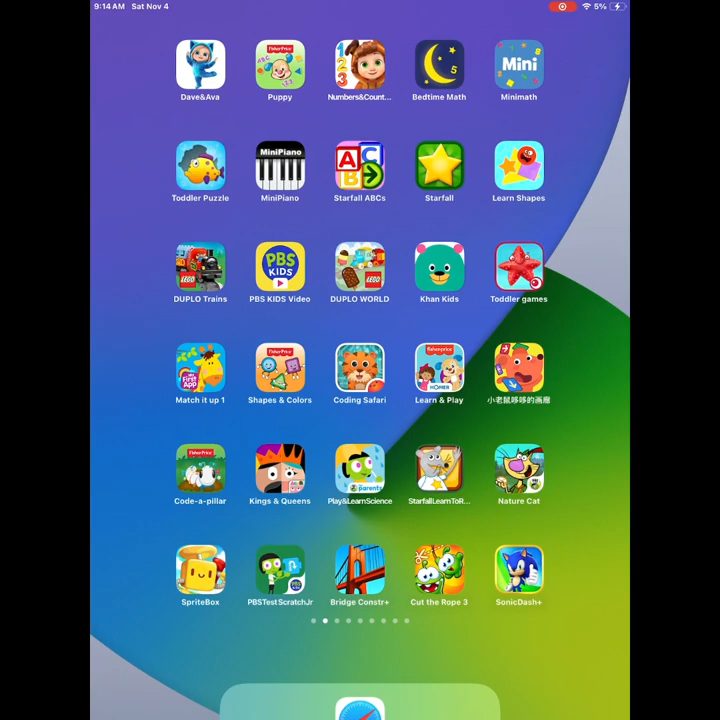 9:14 AM Sat Nov 4 5%
Dave&Ava Puppy Numbers&Count... Bedtime Math Minimath
Toddler Puzzle MiniPiano Starfall ABCs Starfall Learn Shapes
DUPLO Trains PBS KIDS Video DUPLO WORLD Khan Kids Toddler games
Match it up 1 Shapes & Colors Coding Safari Learn & Play 小老鼠哆哆的画廊
Code-a-pillar Kings & Queens Play&LearnScience StarfallLearnToR... Nature Cat
SpriteBox PBSTestScratchJr Bridge Constr+ Cut the Rope 3 SonicDash+